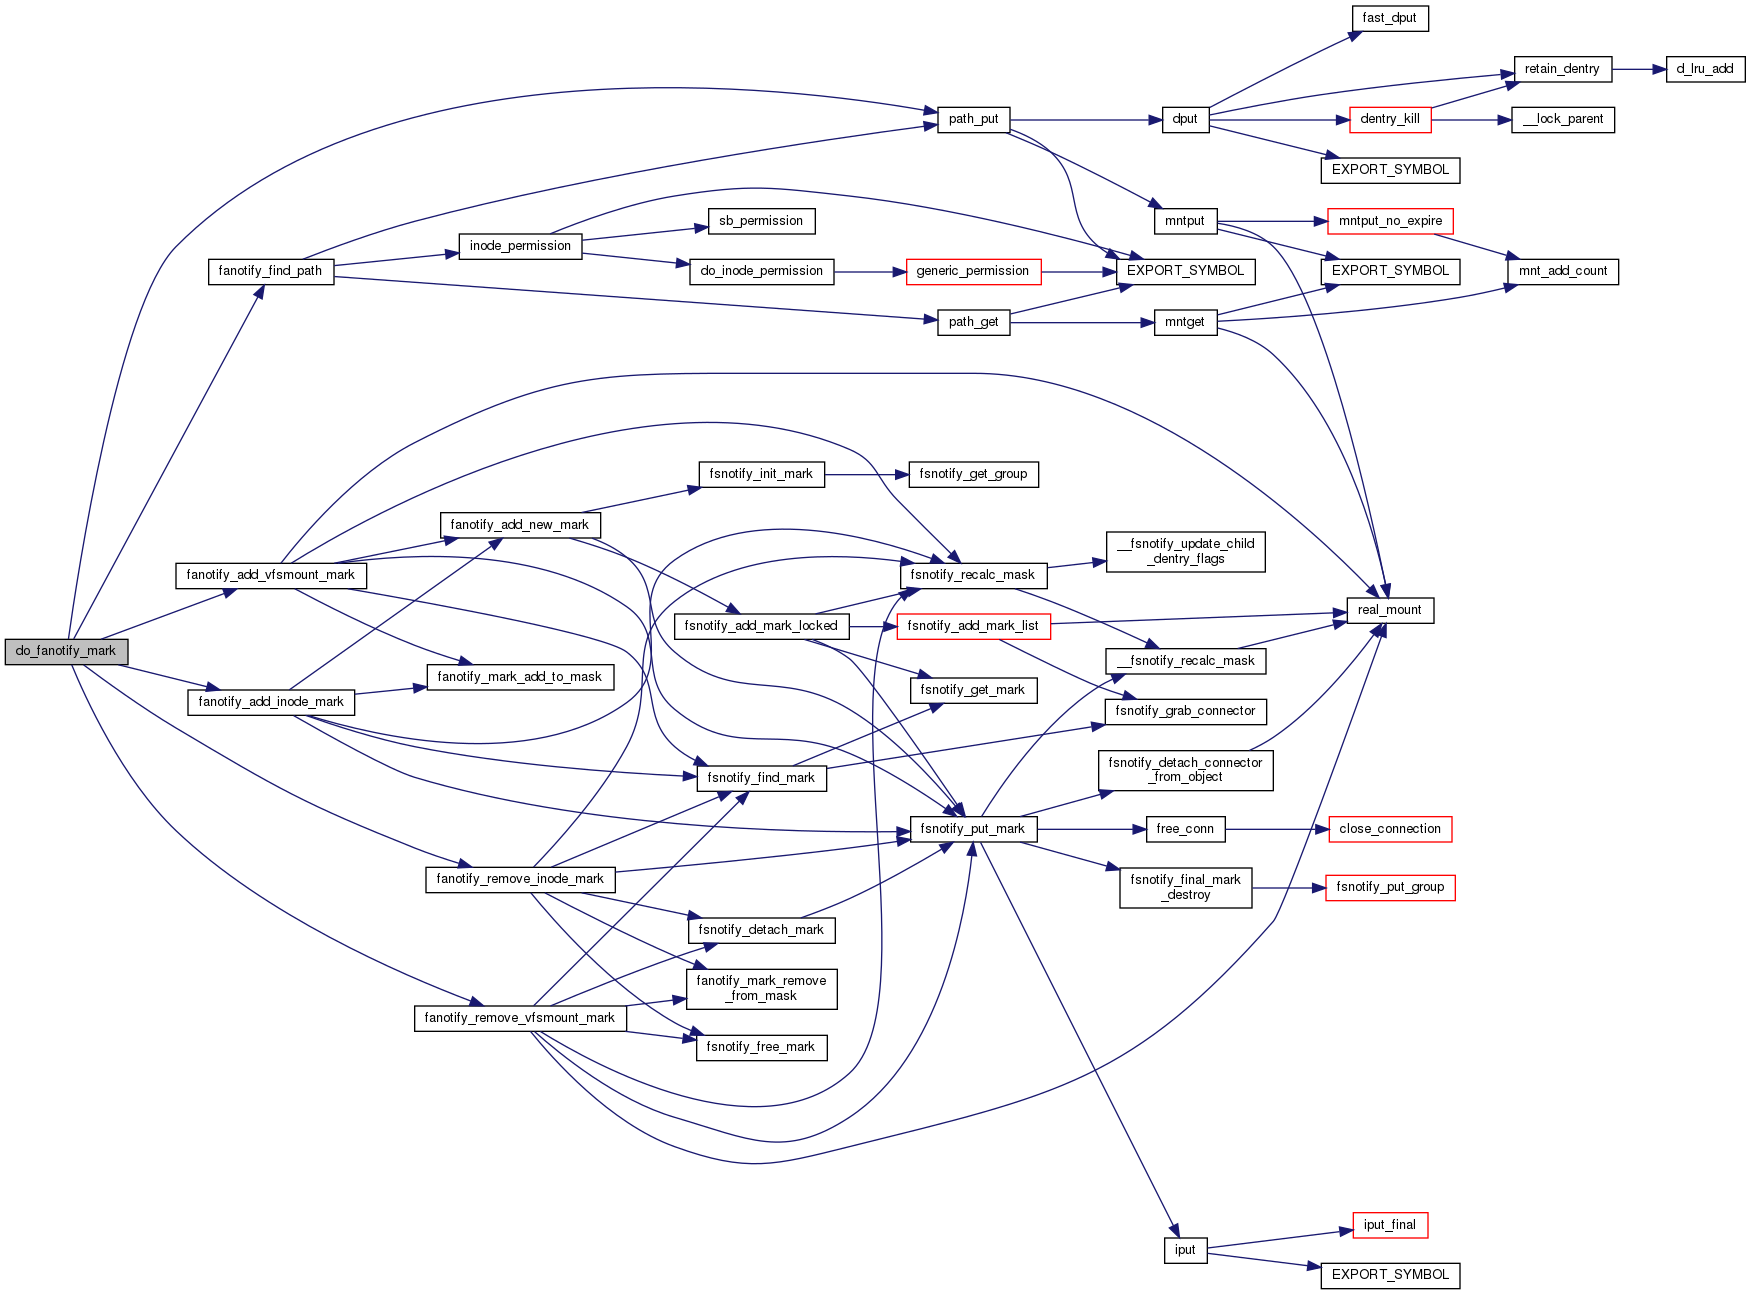 fast_dput
retain_dentry
d_lru_add
path_put
dput
dentry_kill
__lock_parent
EXPORT_SYMBOL
sb_permission
mntput
mntput_no_expire
inode_permission
fanotify_find_path
do_inode_permission
generic_permission
EXPORT_SYMBOL
EXPORT_SYMBOL
mnt_add_count
path_get
mntget
fsnotify_init_mark
fsnotify_get_group
fanotify_add_new_mark
__fsnotify_update_child
_dentry_flags
fanotify_add_vfsmount_mark
fsnotify_recalc_mask
real_mount
fsnotify_add_mark_locked
fsnotify_add_mark_list
do_fanotify_mark
__fsnotify_recalc_mask
fanotify_mark_add_to_mask
fsnotify_get_mark
fanotify_add_inode_mark
fsnotify_grab_connector
fsnotify_detach_connector
_from_object
fsnotify_find_mark
fsnotify_put_mark
free_conn
close_connection
fanotify_remove_inode_mark
fsnotify_final_mark
_destroy
fsnotify_put_group
fsnotify_detach_mark
fanotify_mark_remove
_from_mask
fanotify_remove_vfsmount_mark
fsnotify_free_mark
iput_final
iput
EXPORT_SYMBOL